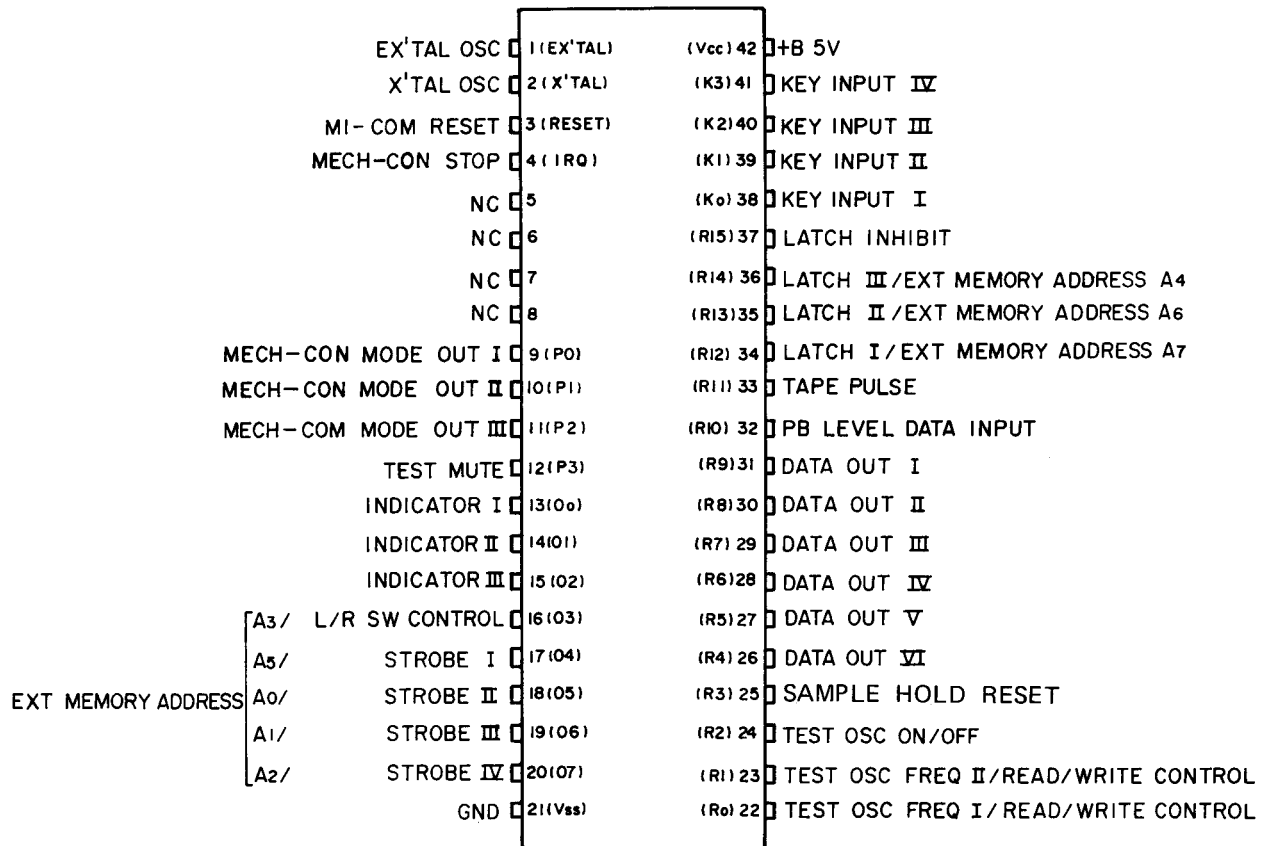 EX'TAL OSC 1(EX'TAL) (Vcc)42 +B 5V
X'TAL OSC 2(X'TAL) (K3)41 KEY INPUT IV
MI-COM RESET 3(RESET) (K2)40 KEY INPUT III
MECH-CON STOP 4(IRQ) (K1)39 KEY INPUT II
NC 5 (K0)38 KEY INPUT I
NC 6 (R15)37 LATCH INHIBIT
NC 7 (R14)36 LATCH III/EXT MEMORY ADDRESS A4
NC 8 (R13)35 LATCH II/EXT MEMORY ADDRESS A6
MECH-CON MODE OUT I 9(P0) (R12)34 LATCH I/EXT MEMORY ADDRESS A7
MECH-CON MODE OUT II 10(P1) (R11)33 TAPE PULSE
MECH-COM MODE OUT III 11(P2) (R10)32 PB LEVEL DATA INPUT
TEST MUTE 12(P3) (R9)31 DATA OUT I
INDICATOR I 13(O0) (R8)30 DATA OUT II
INDICATOR II 14(O1) (R7)29 DATA OUT III
INDICATOR III 15(O2) (R6)28 DATA OUT IV
A3/ L/R SW CONTROL 16(O3) (R5)27 DATA OUT V
A5/ STROBE I 17(O4) (R4)26 DATA OUT VI
EXT MEMORY ADDRESS A0/ STROBE II 18(O5) (R3)25 SAMPLE HOLD RESET
A1/ STROBE III 19(O6) (R2)24 TEST OSC ON/OFF
A2/ STROBE IV 20(O7) (R1)23 TEST OSC FREQ II/READ/WRITE CONTROL
GND 21(Vss) (R0)22 TEST OSC FREQ I/READ/WRITE CONTROL